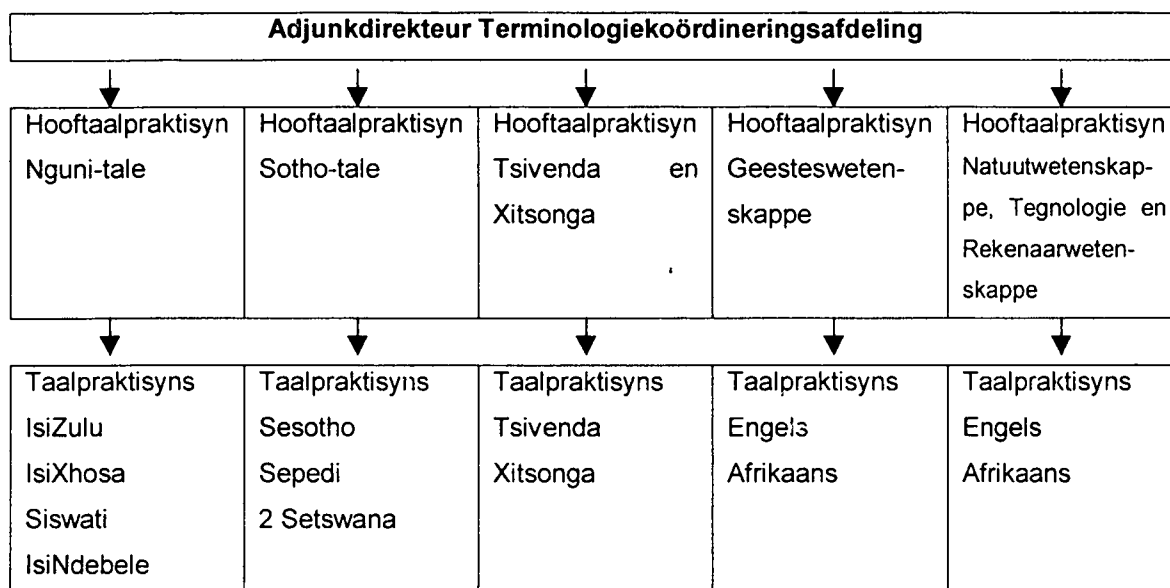 Adjunkdirekteur Terminologiekoördineringsafdeling
Hooftaalpraktisyn
Nguni-tale
Hooftaalpraktisyn
Sotho-tale
Hooftaalpraktisyn
Tsivenda en
Xitsonga
Hooftaalpraktisyn
Geestesweten-
skappe
Hooftaalpraktisyn
Natuutwetenskap-
pe, Tegnologie en
Rekenaarweten-
skappe
Taalpraktisyns
IsiZulu
IsiXhosa
Siswati
IsiNdebele
Taalpraktisyns
Sesotho
Sepedi
2 Setswana
Taalpraktisyns
Tsivenda
Xitsonga
Taalpraktisyns
Engels
Afrikaans
Taalpraktisyns
Engels
Afrikaans